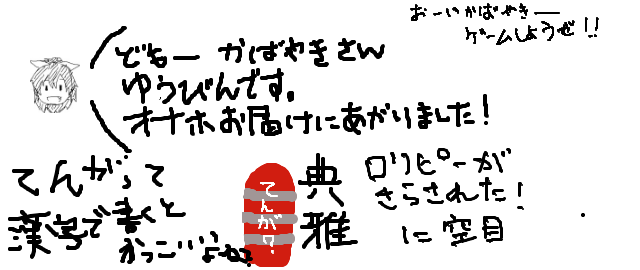 おーいかばやきー
ゲームしようぜ!!
どもー かばやきさん
ゆうびんです。
オナホお届けにあがりました!
てんがって
漢字で書くと
かっこいいよね?
てんがワ!
典雅
ロリピーが
さらされた!
に空目